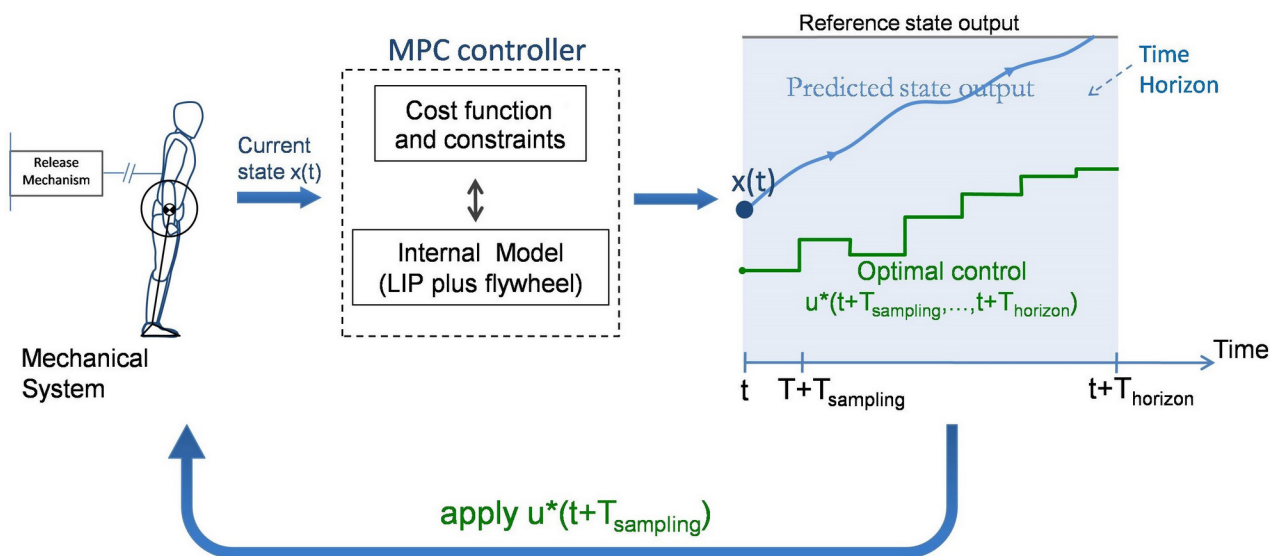 Reference state output
MPC controller
Time
Horizon
Predicted state output
Cost function
and constraints
Release
Mechanism
Current
state x(t)
x(t)
Internal Model
(LIP plus flywheel)
Optimal control
u*(t+Tsampling,...,t+Thorizon)
Mechanical
System
Time
t
T+Tsampling
t+Thorizon
apply u*(t+Tsampling)